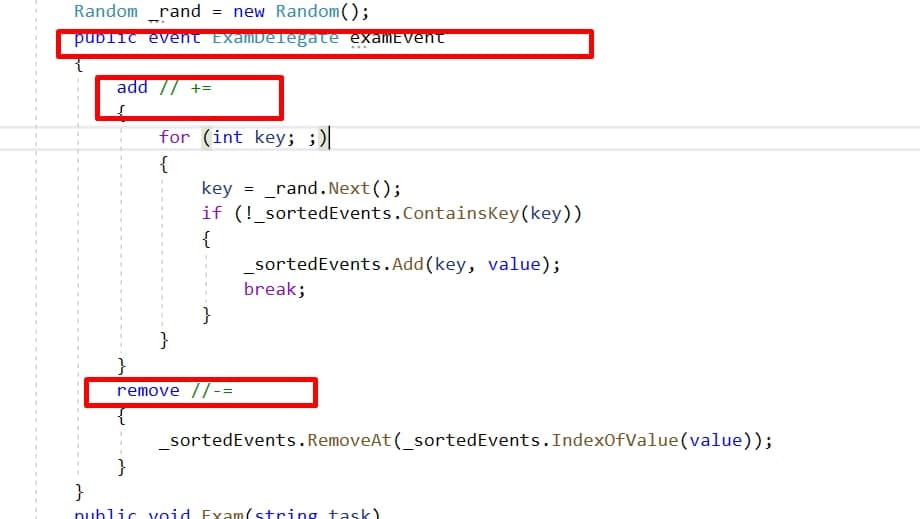 Random _rand = new Random();
public event ExamDelegate examEvent
{
add // +=
{
for (int key; ;)
{
key = _rand.Next();
if (!_sortedEvents.ContainsKey(key))
{
_sortedEvents.Add(key, value);
break;
}
}
}
remove //-=
{
_sortedEvents.RemoveAt(_sortedEvents.IndexOfValue(value));
}
}
public void Exam(string task)